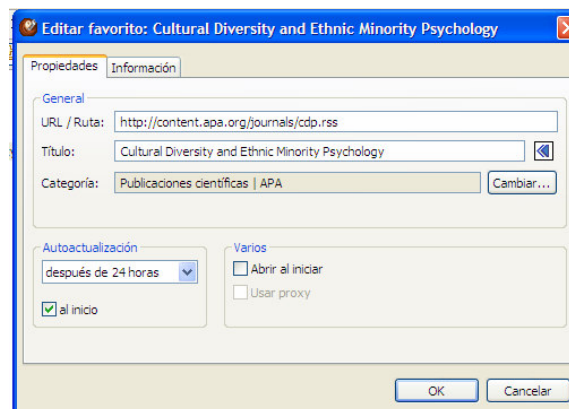 Editar favorito: Cultural Diversity and Ethnic Minority Psychology
Propiedades Información
General
URL / Ruta: http://content.apa.org/journals/cdp.rss
Título: Cultural Diversity and Ethnic Minority Psychology
Categoría: Publicaciones científicas | APA Cambiar...
Autoactualización Varios
después de 24 horas Abrir al iniciar
Usar proxy
al inicio
OK Cancelar